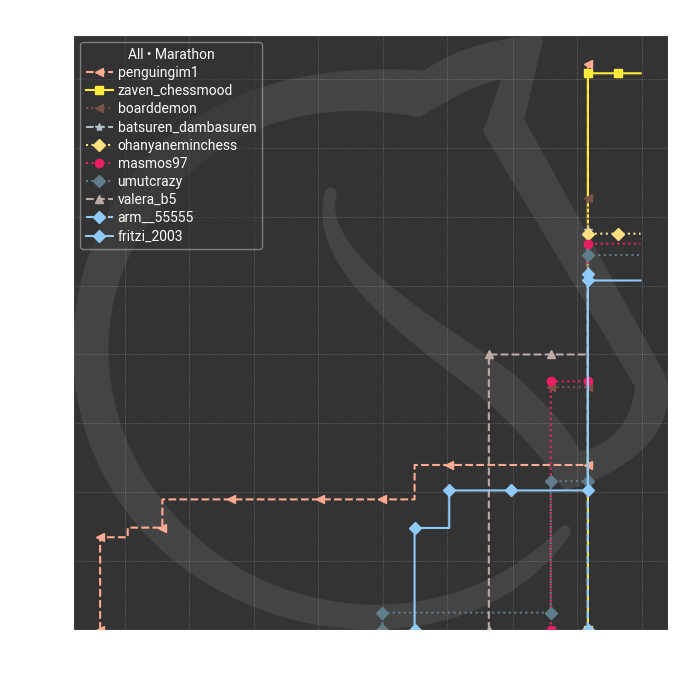 All • Marathon
penguingim1
zaven_chessmood
boarddemon
batsuren_dambasuren
ohanyaneminchess
masmos97
umutcrazy
valera_b5
arm__55555
fritzi_2003